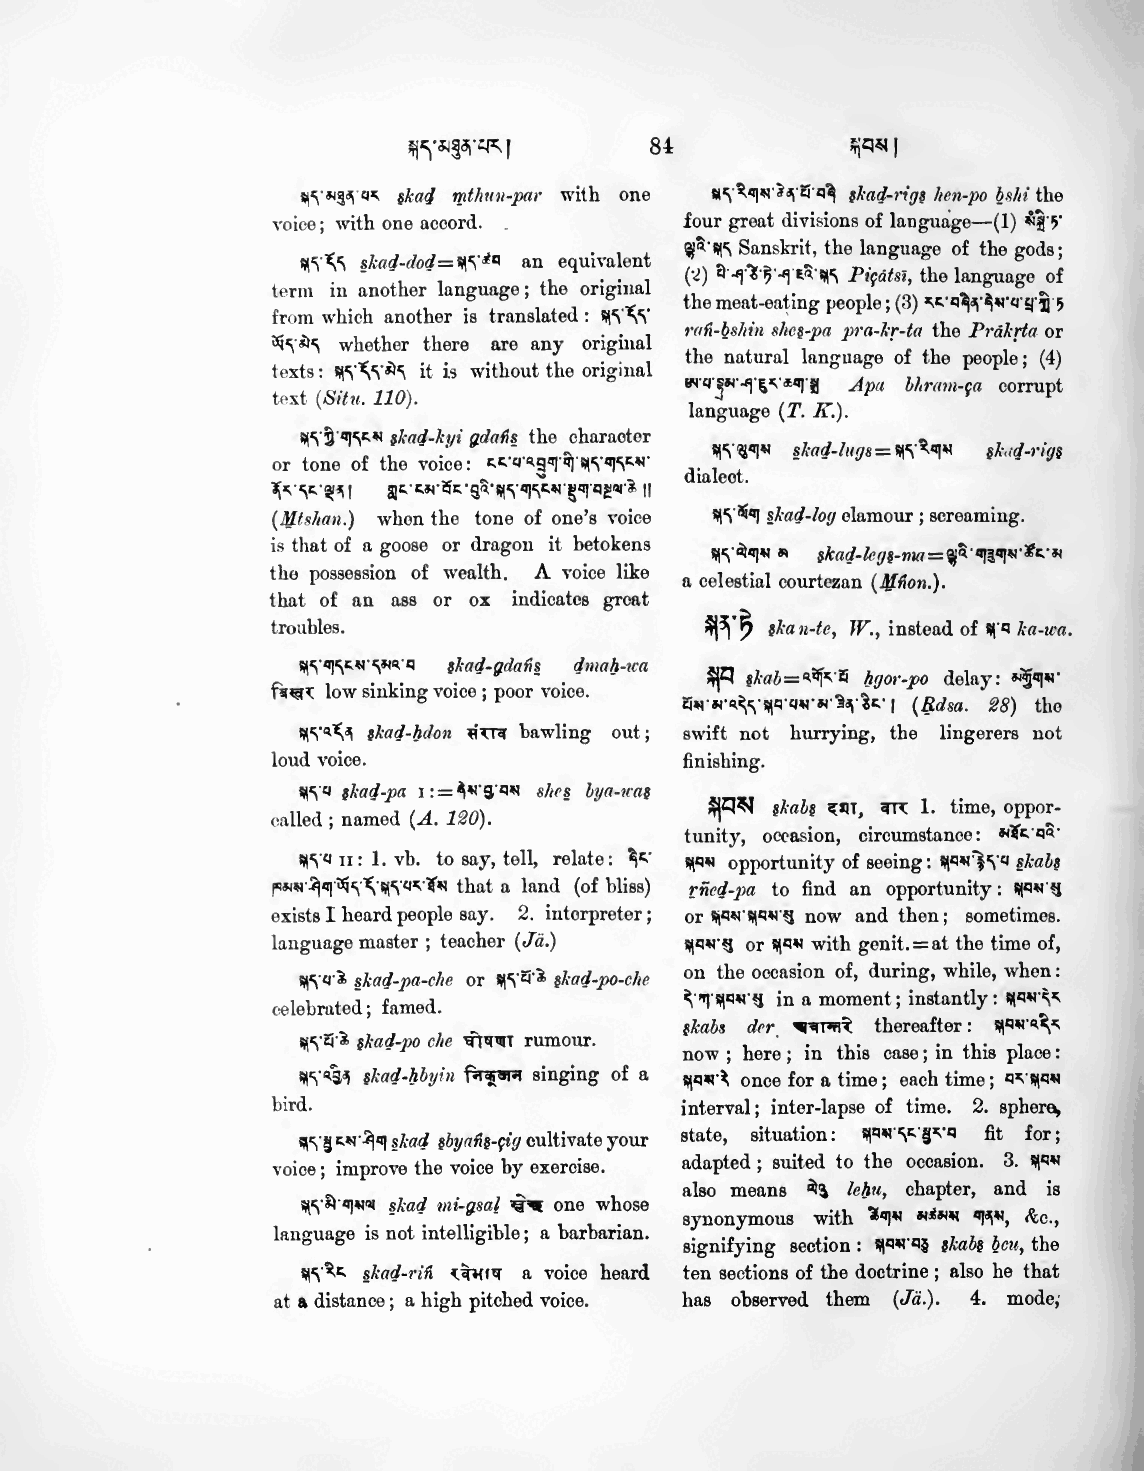 སྐད་མཐུན་པར། 84 སྐབས།
སྐད་མཐུན་པར skad mthun-par with one
voice; with one accord.
སྐད་དོད skad-dod=སྐད་ཚབ an equivalent
term in another language; the original
from which another is translated: སྐད་དོད་
ཡོད་མེད whether there are any original
texts: སྐད་དོད་མེད it is without the original
text (Situ. 110).
སྐད་ཀྱི་གདངས skad-kyi gdañs the character
or tone of the voice: ངང་པ་འབྲུག་གི་སྐད་གདངས་
ནོར་དང་ལྡན། གླང་ངམ་བོང་བུའི་སྐད་གདངས་སྡུག་བསྔལ་ཆེ॥
(Mtshan.) when the tone of one's voice
is that of a goose or dragon it betokens
the possession of wealth. A voice like
that of an ass or ox indicates great
troubles.
སྐད་གདངས་དམའ་བ skad-gdañs dmaḥ-wa
low sinking voice; poor voice.
སྐད་འདོན skad-ḥdon संराव bawling out;
loud voice.
སྐད་པ skad-pa I:=ཞེས་བྱ་བས shes bya-was
called; named (A. 120).
སྐད་པ II: 1. vb. to say, tell, relate: ཞིང་
ཁམས་ཤིག་ཡོད་དོ་སྐད་པར་ཐོས that a land (of bliss)
exists I heard people say. 2. interpreter;
language master; teacher (Jä.)
སྐད་པ་ཆེ skad-pa-che or སྐད་པོ་ཆེ skad-po-che
celebrated; famed.
སྐད་པོ་ཆེ skad-po che घोषणा rumour.
སྐད་འབྱིན skad-ḥbyin निकूजन singing of a
bird.
སྐད་སྦྱངས་ཤིག skad sbyañs-çig cultivate your
voice; improve the voice by exercise.
སྐད་མི་གསལ skad mi-gsal म्लेच्छ one whose
language is not intelligible; a barbarian.
སྐད་རིང skad-riñ a voice heard
at a distance; a high pitched voice.
སྐད་རིགས་ཆེན་པོ་བཞི skad-rigs hen-po bshi the
four great divisions of language—(1) སཾསྐྲི་ཏ་
ལྷའི་སྐད Sanskrit, the language of the gods;
(2) པི་ཤ་ཙི་ཏེ་ཤ་ཟའི་སྐད Piçâtsī, the language of
the meat-eating people; (3) རང་བཞིན་ཤེས་པ་པྲ་ཀྲྀ་ཏ
rañ-bshin shes-pa pra-kṛ-ta the Prākṛta or
the natural language of the people; (4)
ཨ་པ་བྷྲཾས་ཤ་ཟུར་ཆག་སྐད Apa bhram-ça corrupt
language (T. K.).
སྐད་ལུགས skad-lugs=སྐད་རིགས skad-rigs
dialect.
སྐད་ལོག skad-log clamour; screaming.
སྐད་ལེགས་མ skad-legs-ma=ལྷའི་གཟུགས་ཚོང་མ
a celestial courtezan (Mñon.).
སྐན་ཏེ skan-te, W., instead of སྐ་བ ka-wa.
སྐབ skab=འགོར་པོ ḥgor-po delay: མགྱོགས་
པོས་མ་འདེད་སྐབ་པས་མ་ཟིན་ཅིང་། (Rdsa. 28) the
swift not hurrying, the lingerers not
finishing.
སྐབས skabs दशा, वार 1. time, oppor-
tunity, occasion, circumstance: མཐོང་བའི་
སྐབས opportunity of seeing: སྐབས་རྙེད་པ skabs
rñed-pa to find an opportunity: སྐབས་སུ
or སྐབས་སྐབས་སུ now and then; sometimes.
སྐབས་སུ or སྐབས with genit.=at the time of,
on the occasion of, during, while, when:
དེ་ཀ་སྐབས་སུ in a moment; instantly: སྐབས་དེར
skabs der thereafter: སྐབས་འདིར
now; here; in this case; in this place:
སྐབས་རེ once for a time; each time; བར་སྐབས
interval; inter-lapse of time. 2. sphere,
state, situation: སྐབས་དང་སྦྱར་བ fit for;
adapted; suited to the occasion. 3. སྐབས
also means ལེའུ leḥu, chapter, and is
synonymous with ཚིགས མཚམས གནས, &c.,
signifying section: སྐབས་བཅུ skabs bcu, the
ten sections of the doctrine; also he that
has observed them (Jä.). 4. mode,